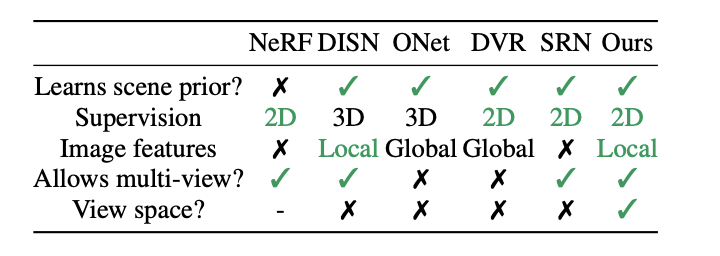 NeRF DISN ONet DVR SRN Ours
Learns scene prior? ✗ ✓ ✓ ✓ ✓ ✓
Supervision 2D 3D 3D 2D 2D 2D
Image features ✗ Local Global Global ✗ Local
Allows multi-view? ✓ ✓ ✗ ✗ ✓ ✓
View space? - ✗ ✗ ✗ ✗ ✓